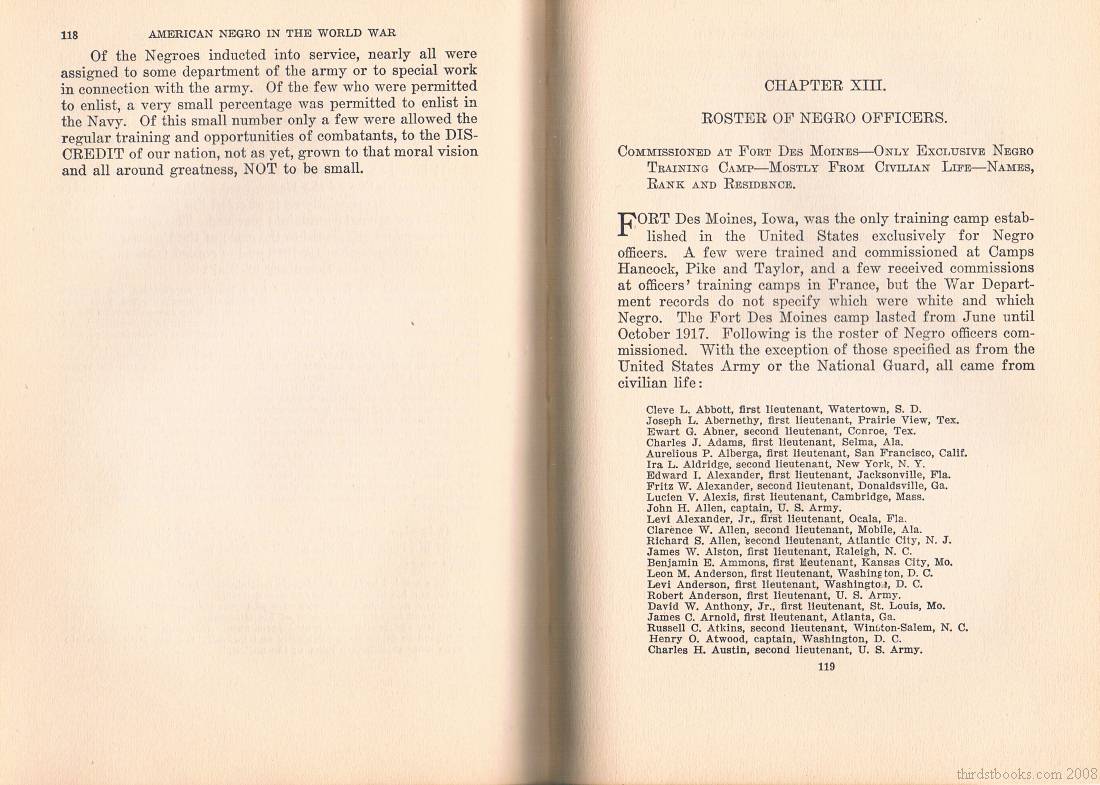 118 AMERICAN NEGRO IN THE WORLD WAR
Of the Negroes inducted into service, nearly all were
assigned to some department of the army or to special work
in connection with the army. Of the few who were permitted
to enlist, a very small percentage was permitted to enlist in
the Navy. Of this small number only a few were allowed the
regular training and opportunities of combatants, to the DIS-
CREDIT of our nation, not as yet, grown to that moral vision
and all around greatness, NOT to be small.
CHAPTER XIII.
ROSTER OF NEGRO OFFICERS.
COMMISSIONED AT FORT DES MOINES—ONLY EXCLUSIVE NEGRO
TRAINING CAMP—MOSTLY FROM CIVILIAN LIFE—NAMES,
RANK AND RESIDENCE.
FORT Des Moines, Iowa, was the only training camp estab-
lished in the United States exclusively for Negro
officers. A few were trained and commissioned at Camps
Hancock, Pike and Taylor, and a few received commissions
at officers' training camps in France, but the War Depart-
ment records do not specify which were white and which
Negro. The Fort Des Moines camp lasted from June until
October 1917. Following is the roster of Negro officers com-
missioned. With the exception of those specified as from the
United States Army or the National Guard, all came from
civilian life:
Cleve L. Abbott, first lieutenant, Watertown, S. D.
Joseph L. Abernethy, first lieutenant, Prairie View, Tex.
Ewart G. Abner, second lieutenant, Conroe, Tex.
Charles J. Adams, first lieutenant, Selma, Ala.
Aurelious P. Alberga, first lieutenant, San Francisco, Calif.
Ira L. Aldridge, second lieutenant, New York, N. Y.
Edward I. Alexander, first lieutenant, Jacksonville, Fla.
Fritz W. Alexander, second lieutenant, Donaldsville, Ga.
Lucien V. Alexis, first lieutenant, Cambridge, Mass.
John H. Allen, captain, U. S. Army.
Levi Alexander, Jr., first lieutenant, Ocala, Fla.
Clarence W. Allen, second lieutenant, Mobile, Ala.
Richard S. Allen, second lieutenant, Atlantic City, N. J.
James W. Alston, first lieutenant, Raleigh, N. C.
Benjamin E. Ammons, first lieutenant, Kansas City, Mo.
Leon M. Anderson, first lieutenant, Washington, D. C.
Levi Anderson, first lieutenant, Washington, D. C.
Robert Anderson, first lieutenant, U. S. Army.
David W. Anthony, Jr., first lieutenant, St. Louis, Mo.
James C. Arnold, first lieutenant, Atlanta, Ga.
Russell C. Atkins, second lieutenant, Winston-Salem, N. C.
Henry O. Atwood, captain, Washington, D. C.
Charles H. Austin, second lieutenant, U. S. Army.
119
thirdstbooks.com 2008